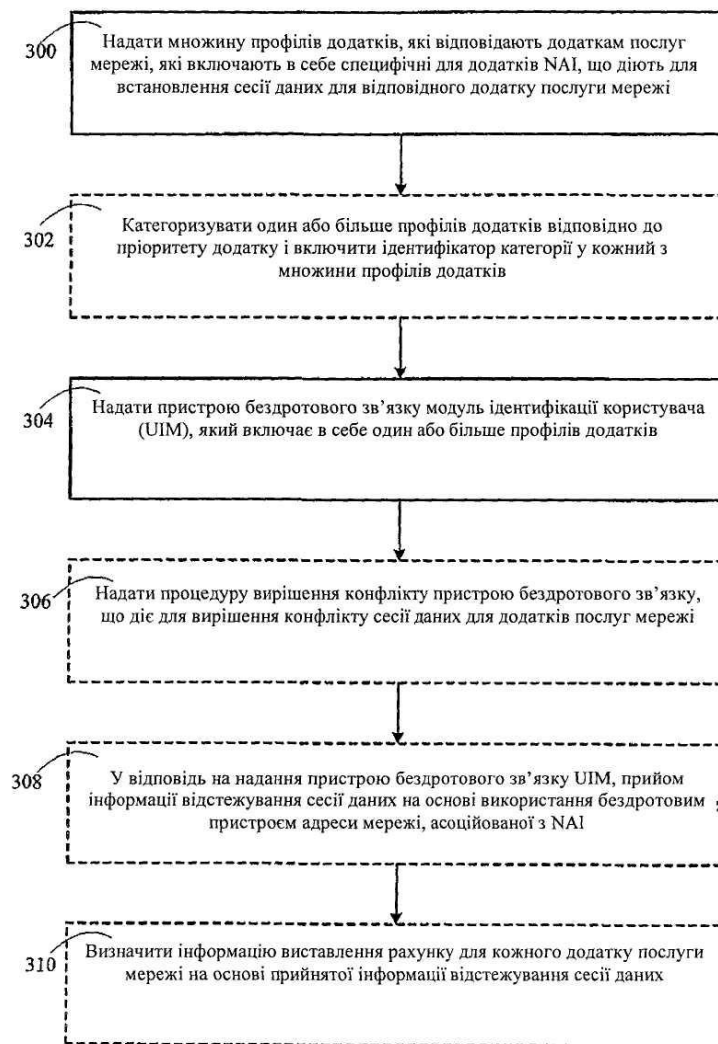 300
Надати множину профілів додатків, які відповідають додаткам послуг
мережі, які включають в себе специфічні для додатків NAI, що діють для
встановлення сесії даних для відповідного додатку послуги мережі
302
Категоризувати один або більше профілів додатків відповідно до
пріоритету додатку і включити ідентифікатор категорії у кожний з
множини профілів додатків
304
Надати пристрою бездротового зв’язку модуль ідентифікації користувача
(UIM), який включає в себе один або більше профілів додатків
306
Надати процедуру вирішення конфлікту пристрою бездротового зв’язку,
що діє для вирішення конфлікту сесії даних для додатків послуг мережі
308
У відповідь на надання пристрою бездротового зв’язку UIM, прийом
інформації відстежування сесії даних на основі використання бездротовим
пристроєм адреси мережі, асоційованої з NAI
310
Визначити інформацію виставлення рахунку для кожного додатку послуги
мережі на основі прийнятої інформації відстежування сесії даних